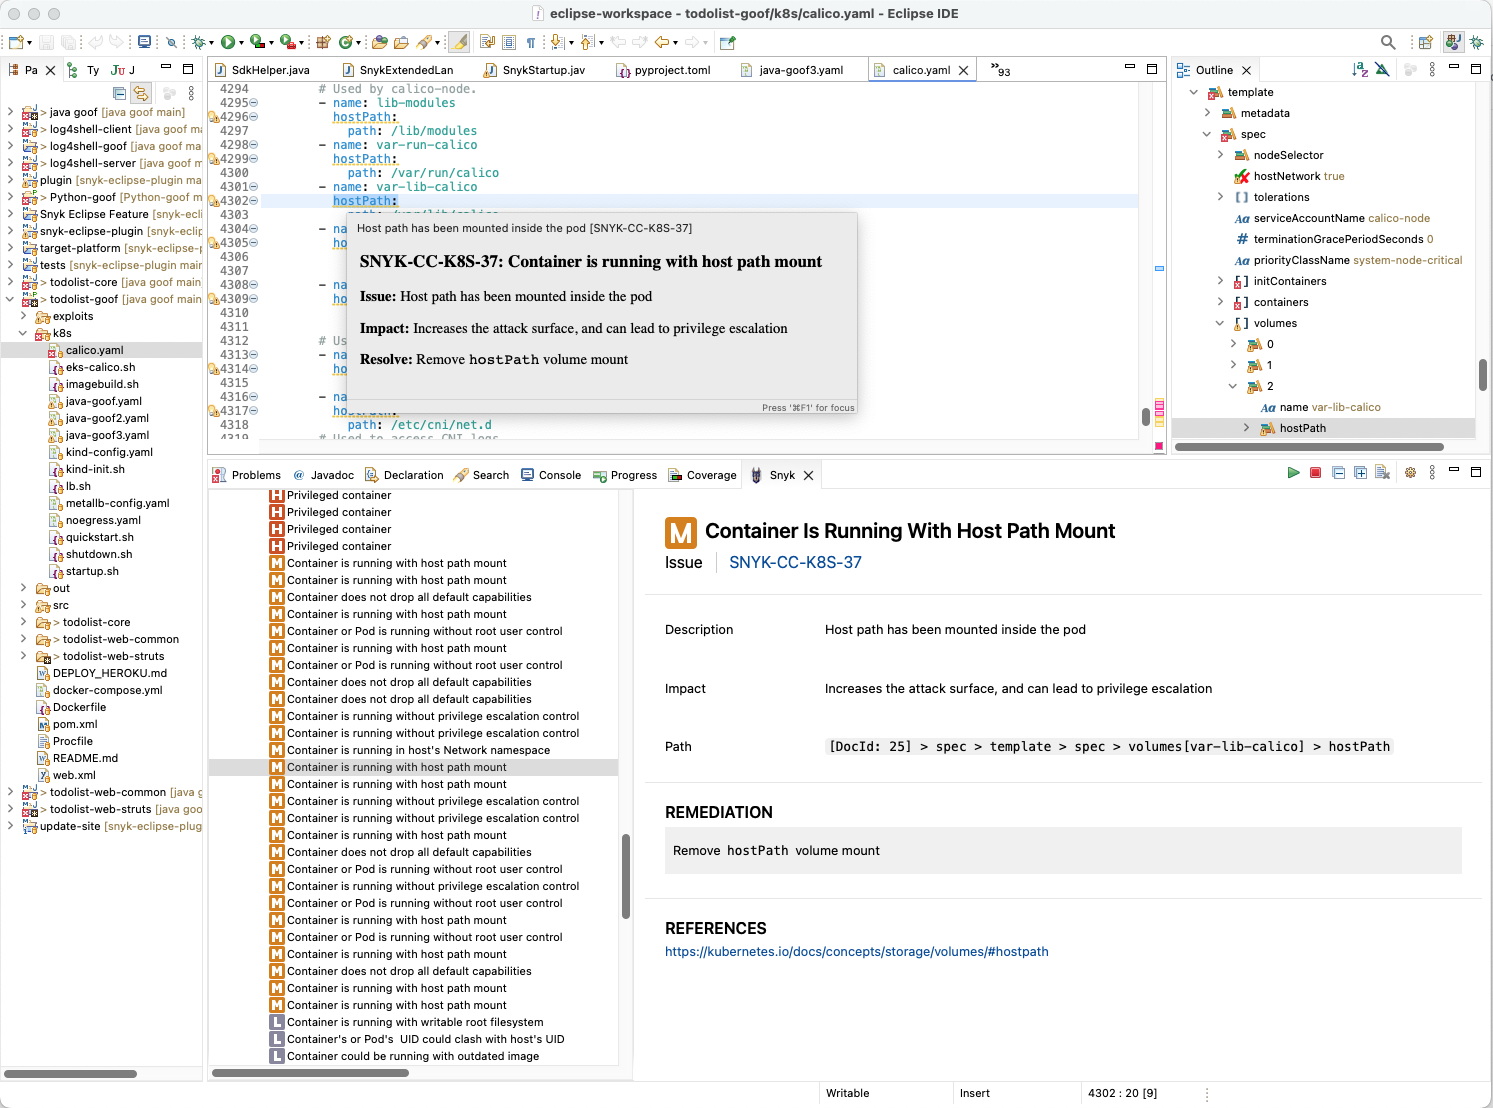 eclipse-workspace - todolist-goof/k8s/calico.yaml - Eclipse IDE
Pa
Ty
Ju J
> java goof [java goof main]
> log4shell-client [java goof ma
> log4shell-goof [java goof ma
> log4shell-server [java goof m
plugin [snyk-eclipse-plugin ma
> Python-goof [Python-goof m
Snyk Eclipse Feature [snyk-ecli
snyk-eclipse-plugin [snyk-ecli
target-platform [snyk-eclipse-p
tests [snyk-eclipse-plugin mair
> todolist-core [java goof main]
> todolist-goof [java goof main
exploits
k8s
calico.yaml
eks-calico.sh
imagebuild.sh
java-goof.yaml
java-goof2.yaml
java-goof3.yaml
kind-config.yaml
kind-init.sh
lb.sh
metallb-config.yaml
noegress.yaml
quickstart.sh
shutdown.sh
startup.sh
out
src
> todolist-core
> todolist-web-common
> todolist-web-struts
DEPLOY_HEROKU.md
docker-compose.yml
Dockerfile
pom.xml
Procfile
README.md
web.xml
> todolist-web-common [java g
> todolist-web-struts [java goo
update-site [snyk-eclipse-plug
SdkHelper.java
SnykExtendedLan
SnykStartup.jav
pyproject.toml
java-goof3.yaml
calico.yaml
»93
4294 # Used by calico-node.
4295 - name: lib-modules
4296 hostPath:
4297 path: /lib/modules
4298 - name: var-run-calico
4299 hostPath:
4300 path: /var/run/calico
4301 - name: var-lib-calico
4302 hostPath:
4303
4304 - na
4305 ho
4306
4307
4308 - na
4309 ho
4310
4311
4312 # Us
4313 - na
4314 ho
4315
4316 - na
4317 hostPath:
4318 path: /etc/cni/net.d
4319 # Used to access CNI logs
Host path has been mounted inside the pod [SNYK-CC-K8S-37]
SNYK-CC-K8S-37: Container is running with host path mount
Issue: Host path has been mounted inside the pod
Impact: Increases the attack surface, and can lead to privilege escalation
Resolve: Remove hostPath volume mount
Press '⌘F1' for focus
Outline
template
metadata
spec
nodeSelector
hostNetwork true
tolerations
serviceAccountName calico-node
terminationGracePeriodSeconds 0
priorityClassName system-node-critical
initContainers
containers
volumes
0
1
2
name var-lib-calico
hostPath
Problems
Javadoc
Declaration
Search
Console
Progress
Coverage
Snyk
H Privileged container
H Privileged container
H Privileged container
H Privileged container
M Container is running with host path mount
M Container is running with host path mount
M Container does not drop all default capabilities
M Container is running with host path mount
M Container or Pod is running without root user control
M Container is running with host path mount
M Container or Pod is running without root user control
M Container does not drop all default capabilities
M Container does not drop all default capabilities
M Container is running without privilege escalation control
M Container is running without privilege escalation control
M Container is running in host's Network namespace
M Container is running with host path mount
M Container is running with host path mount
M Container is running without privilege escalation control
M Container is running without privilege escalation control
M Container is running with host path mount
M Container does not drop all default capabilities
M Container or Pod is running without root user control
M Container is running without privilege escalation control
M Container or Pod is running without root user control
M Container is running with host path mount
M Container or Pod is running without root user control
M Container is running with host path mount
M Container does not drop all default capabilities
M Container is running with host path mount
M Container is running with host path mount
L Container is running with writable root filesystem
L Container's or Pod's UID could clash with host's UID
L Container could be running with outdated image
M Container Is Running With Host Path Mount
Issue
SNYK-CC-K8S-37
Description
Host path has been mounted inside the pod
Impact
Increases the attack surface, and can lead to privilege escalation
Path
[DocId: 25] > spec > template > spec > volumes[var-lib-calico] > hostPath
REMEDIATION
Remove hostPath volume mount
REFERENCES
https://kubernetes.io/docs/concepts/storage/volumes/#hostpath
Writable
Insert
4302 : 20 [9]